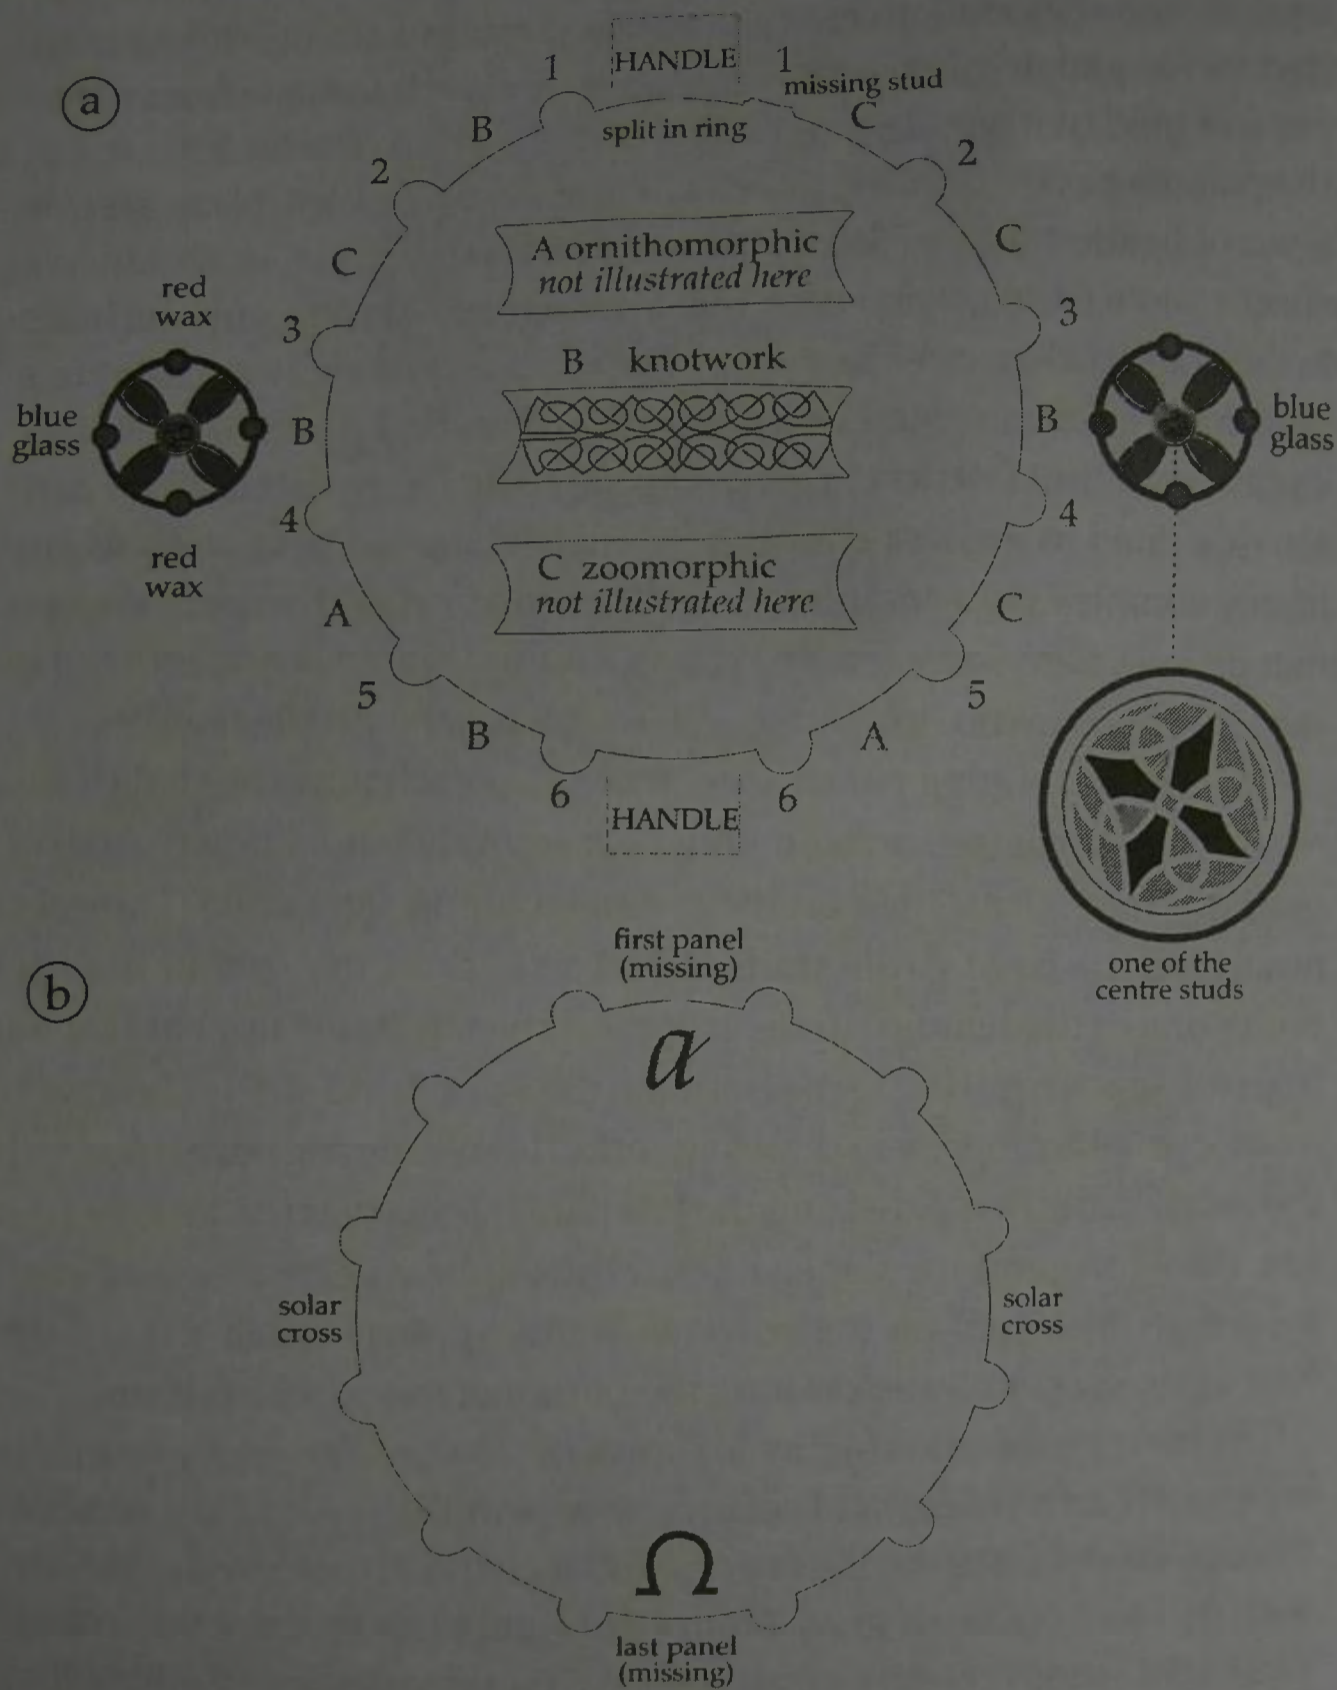 a
HANDLE
1
1
missing stud
split in ring
B
C
2
2
A ornithomorphic
not illustrated here
C
C
red
wax
3
3
B knotwork
blue
glass
B
B
blue
glass
4
4
red
wax
C zoomorphic
not illustrated here
A
C
5
5
B
A
6
6
HANDLE
one of the
centre studs
b
first panel
(missing)
α
solar
cross
solar
cross
Ω
last panel
(missing)